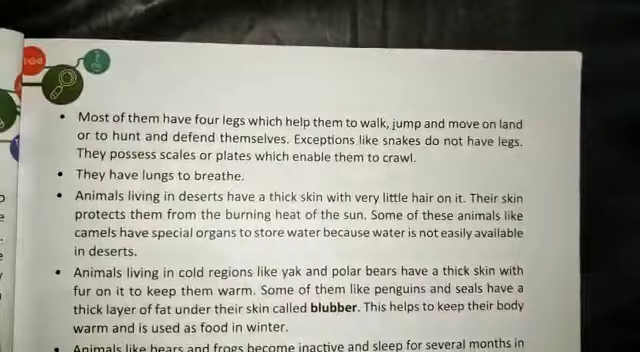 • Most of them have four legs which help them to walk, jump and move on land
or to hunt and defend themselves. Exceptions like snakes do not have legs.
They possess scales or plates which enable them to crawl.
• They have lungs to breathe.
• Animals living in deserts have a thick skin with very little hair on it. Their skin
protects them from the burning heat of the sun. Some of these animals like
camels have special organs to store water because water is not easily available
in deserts.
• Animals living in cold regions like yak and polar bears have a thick skin with
fur on it to keep them warm. Some of them like penguins and seals have a
thick layer of fat under their skin called blubber. This helps to keep their body
warm and is used as food in winter.
• Animals like bears and frogs become inactive and sleep for several months in